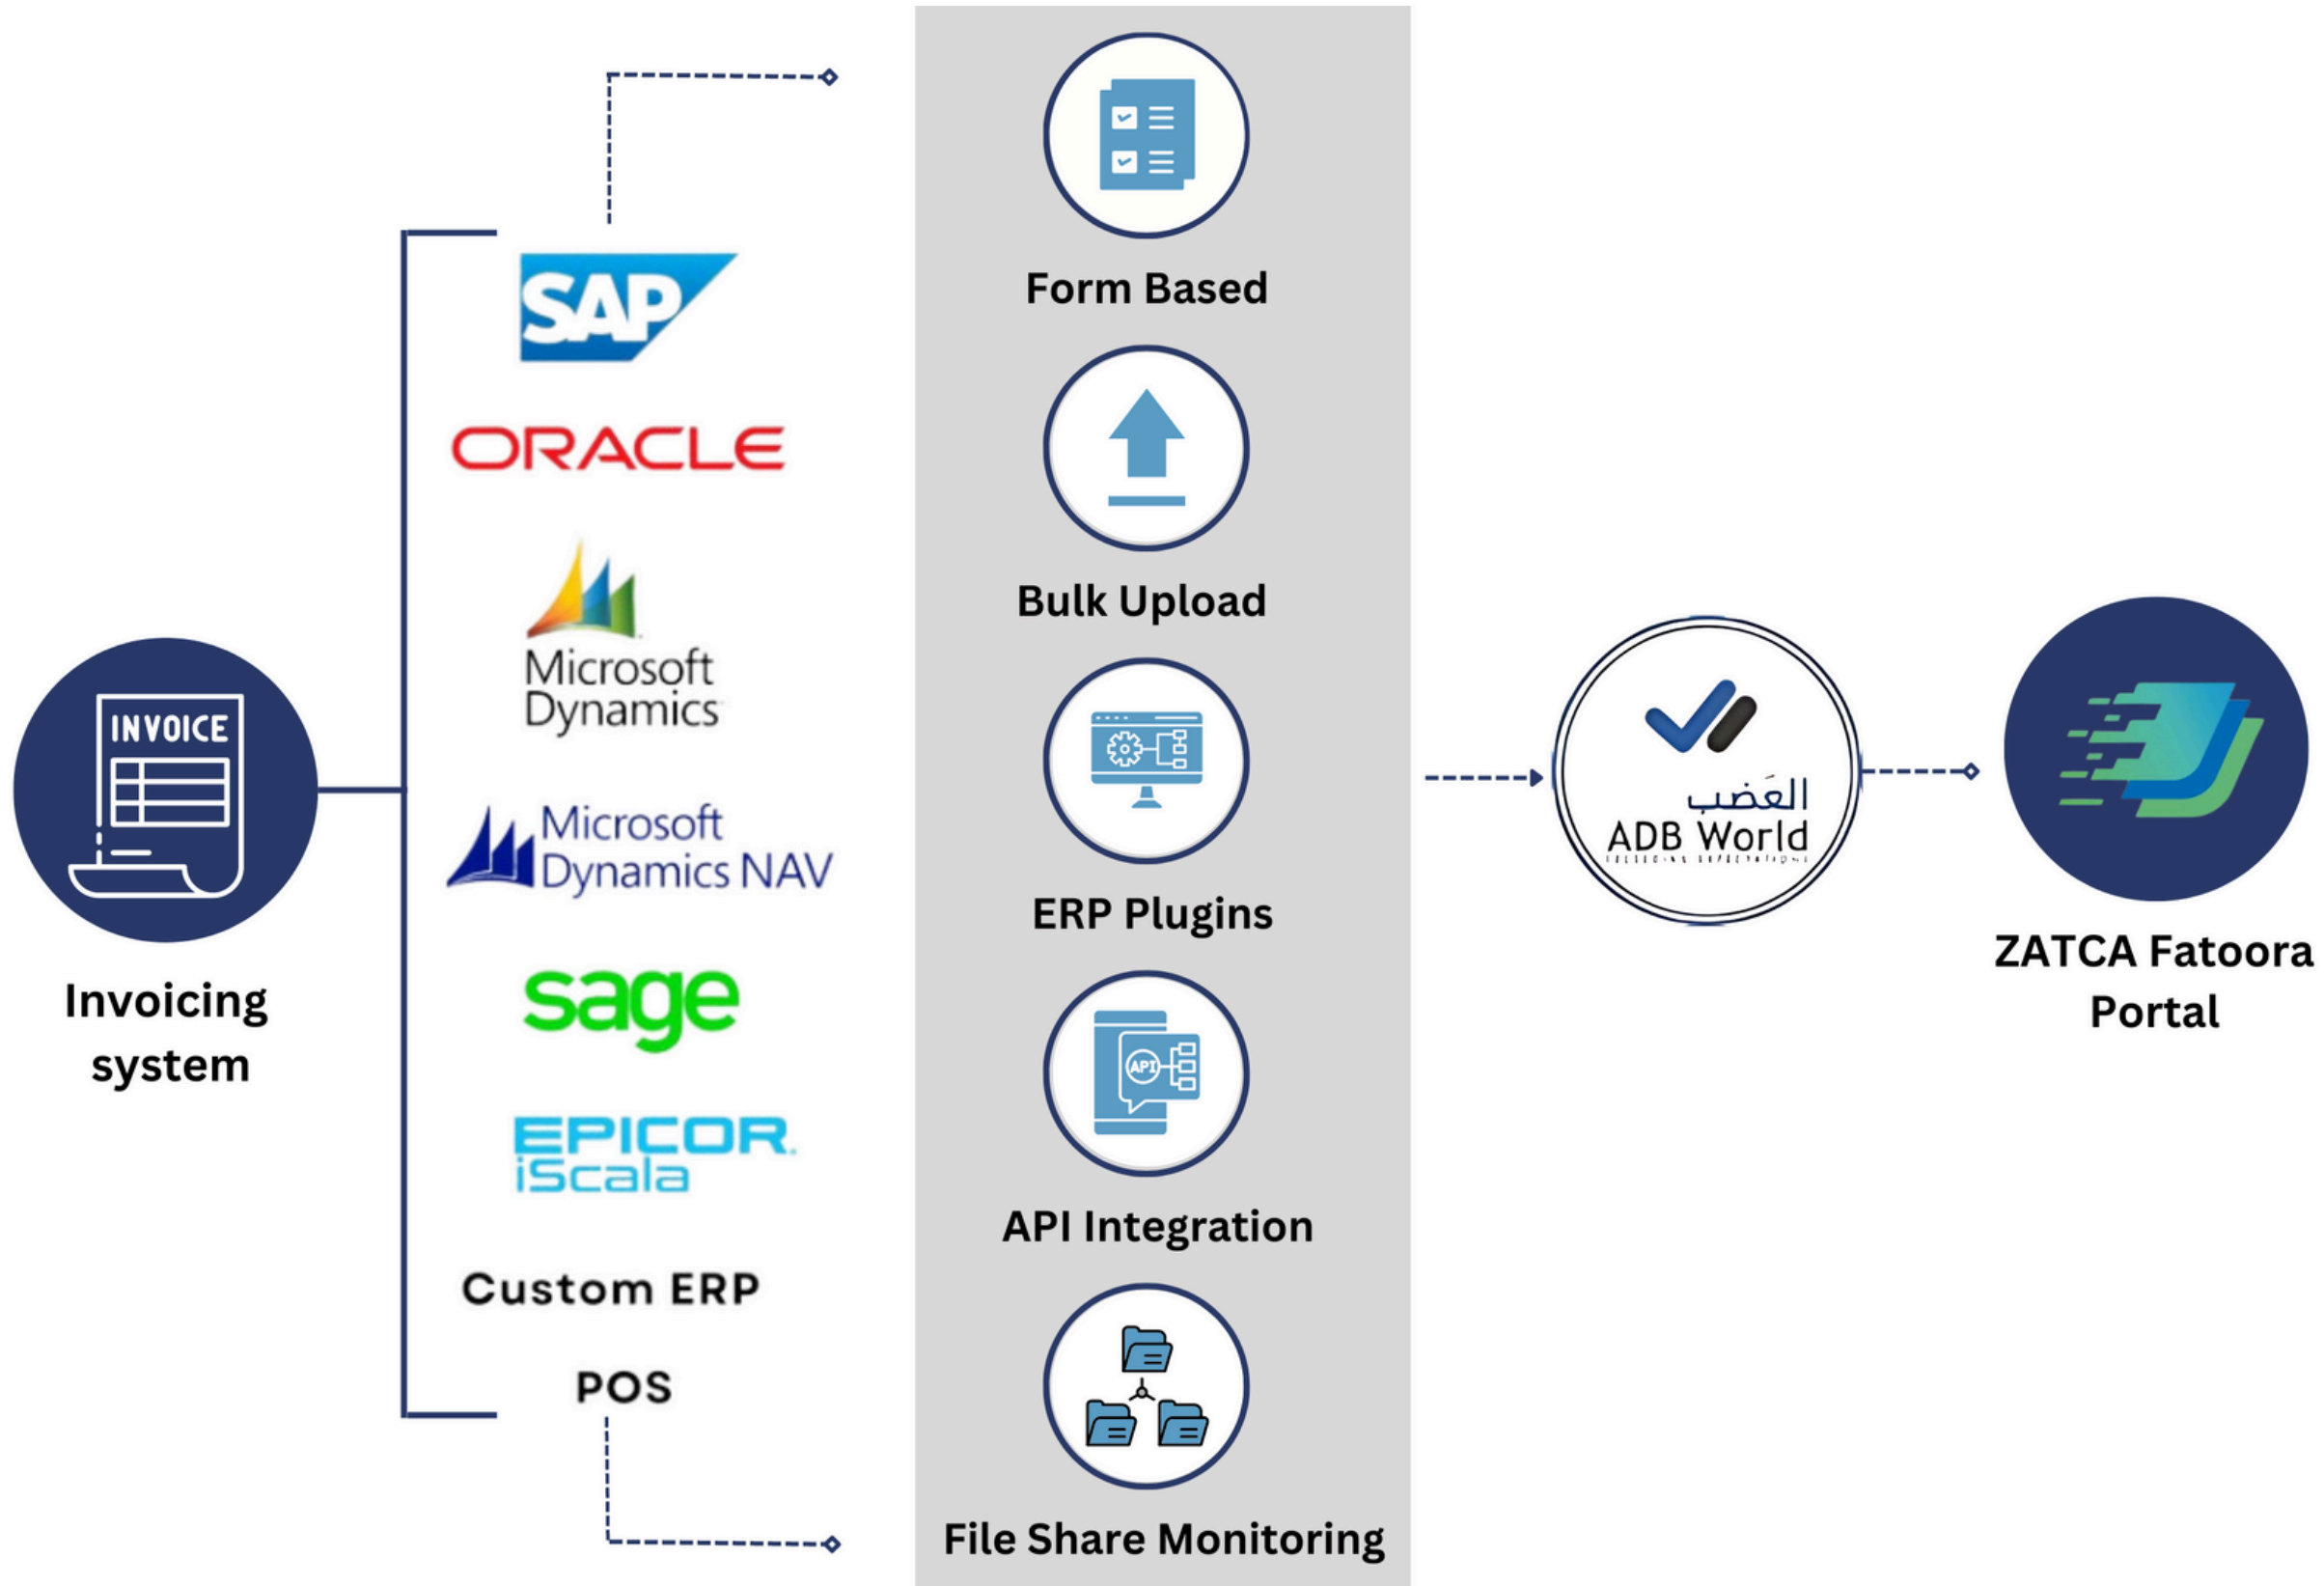 INVOICE
Invoicing
system
SAP
ORACLE
Microsoft
Dynamics
Microsoft
Dynamics NAV
sage
EPICOR.
iScala
Custom ERP
POS
Form Based
Bulk Upload
ERP Plugins
API
API Integration
File Share Monitoring
العَضب
ADB World
ZATCA Fatoora
Portal